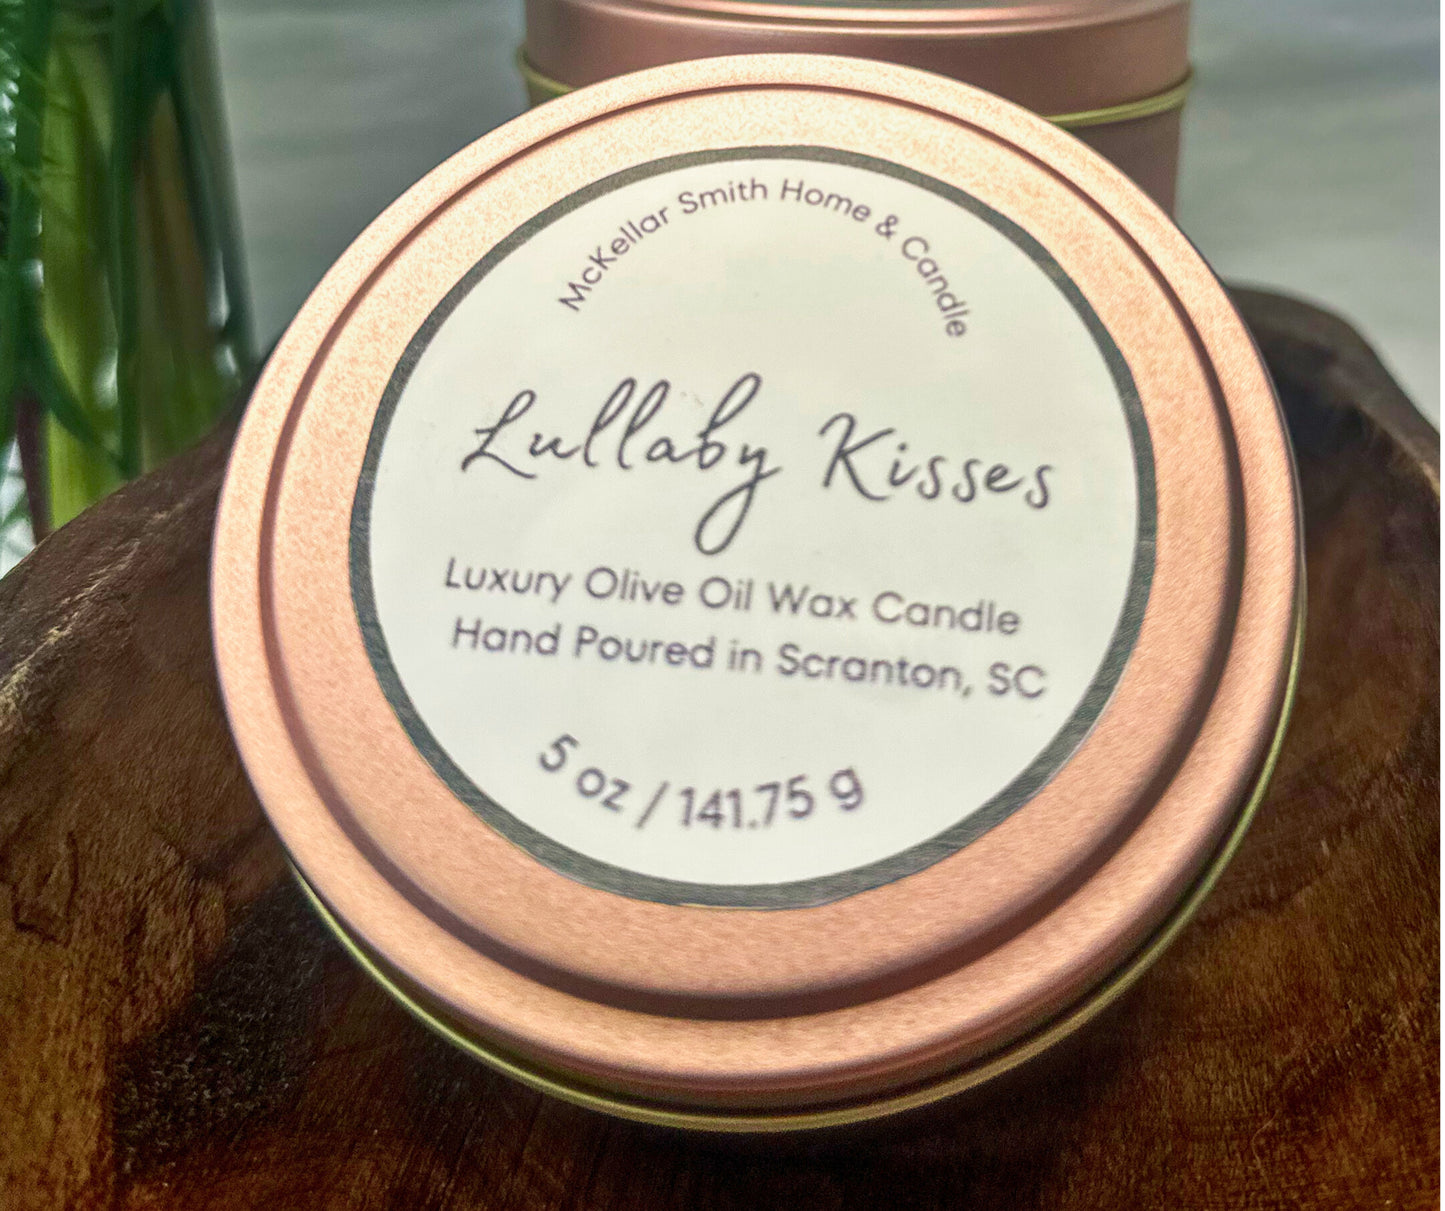 McKellar Smith Home & Candle
Lullaby Kisses
Luxury Olive Oil Wax Candle
Hand Poured in Scranton, SC
5 oz / 141.75 g